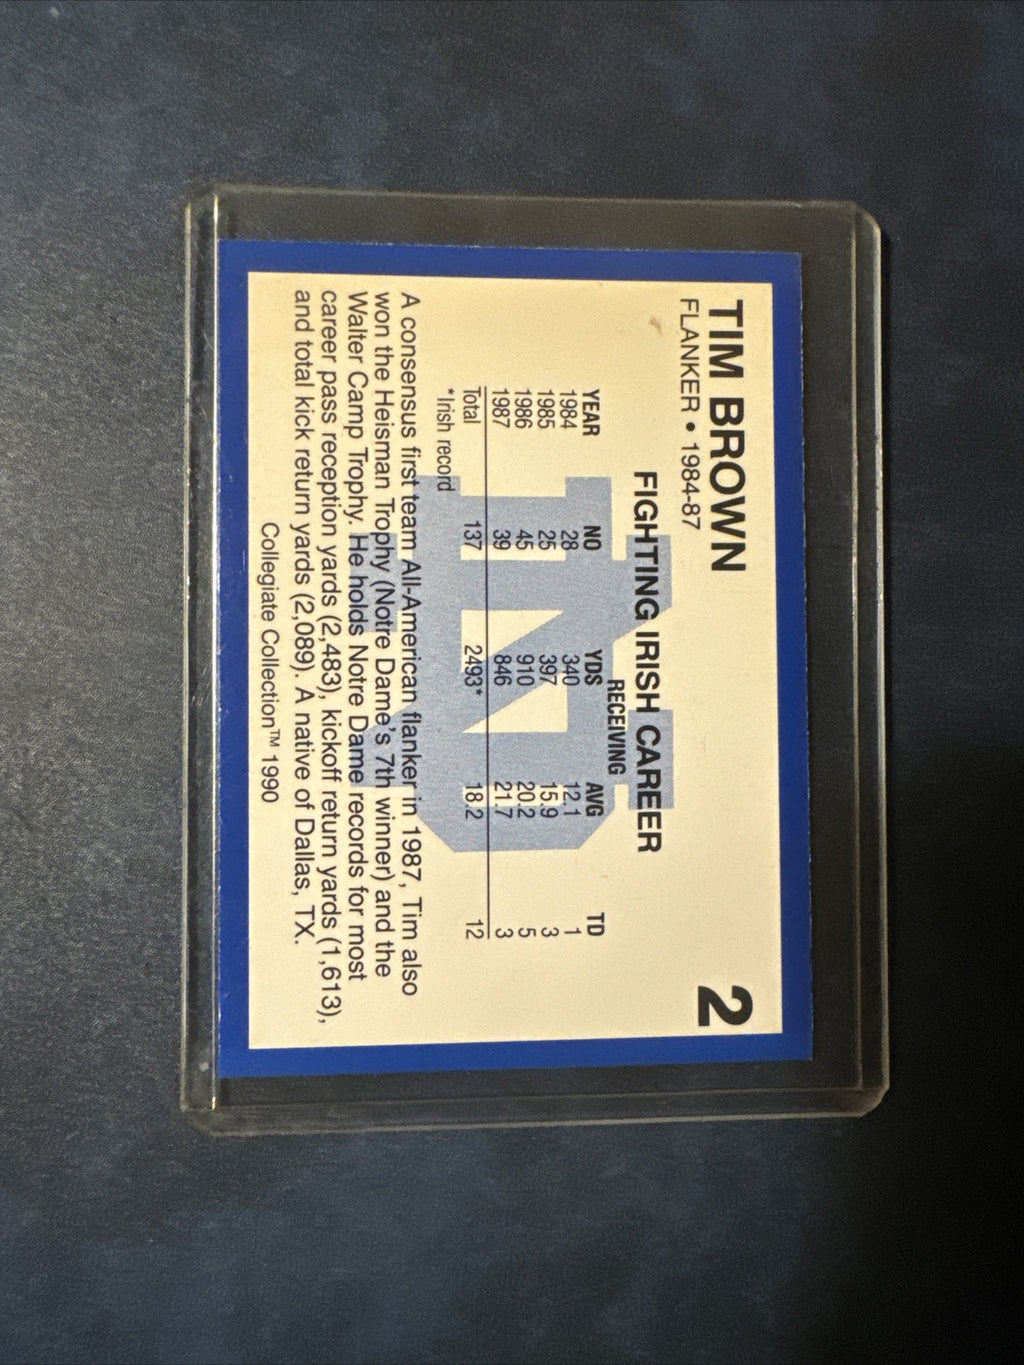 TIM BROWN 2
FLANKER • 1984-87
FIGHTING IRISH CAREER
RECEIVING
YEAR NO YDS AVG TD
1984 28 340 12.1 1
1985 25 397 15.9 3
1986 45 910 20.2 5
1987 39 846 21.7 3
Total 137 2493* 18.2 12
*Irish record
A consensus first team All-American flanker in 1987, Tim also
won the Heisman Trophy (Notre Dame's 7th winner) and the
Walter Camp Trophy. He holds Notre Dame records for most
career pass reception yards (2,483), kickoff return yards (1,613),
and total kick return yards (2,089). A native of Dallas, TX.
Collegiate Collection™ 1990